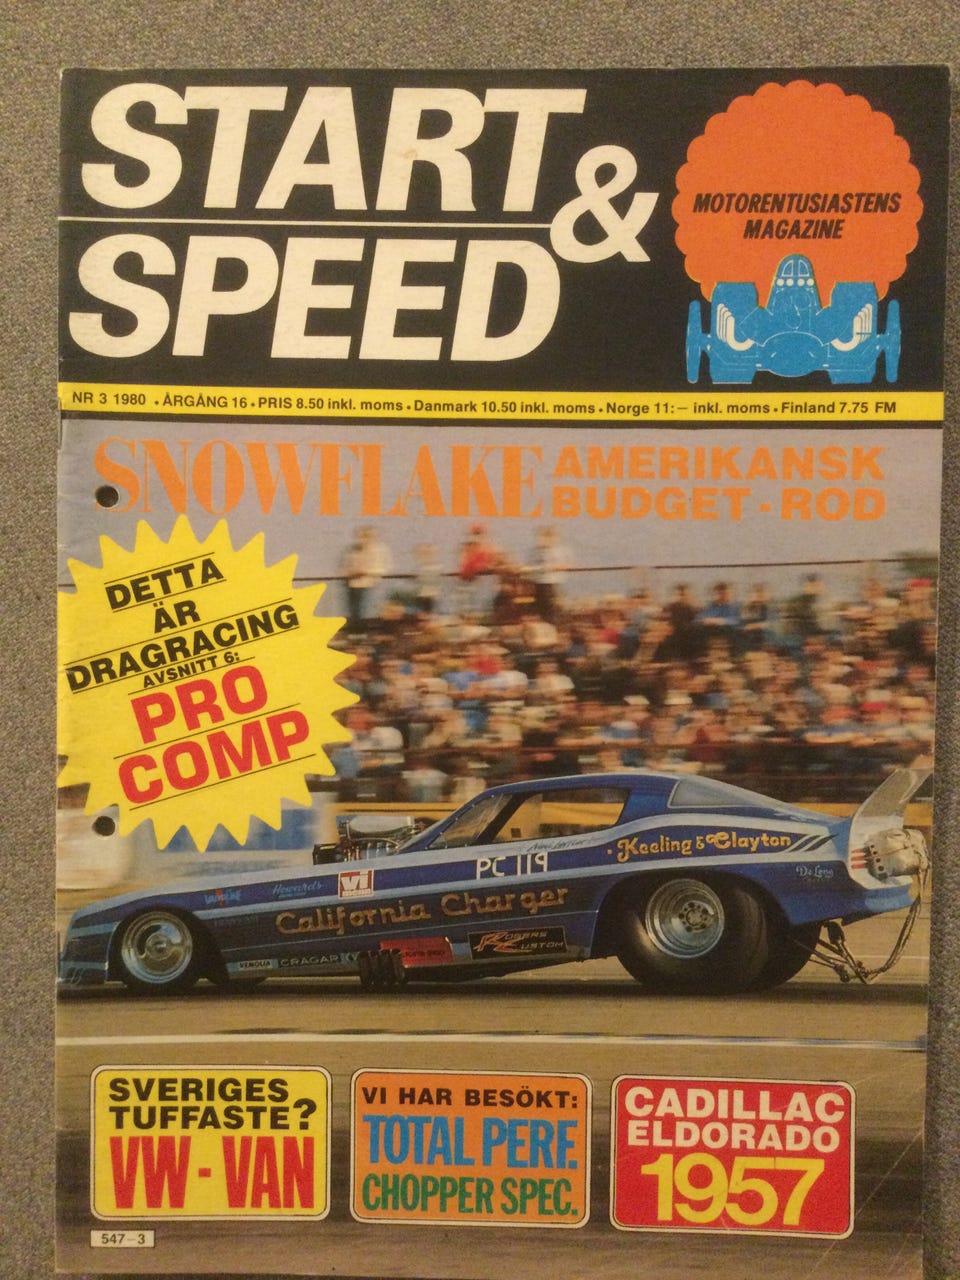 START
&
SPEED
MOTORENTUSIASTENS
MAGAZINE
NR 3 1980 • ÅRGÅNG 16 • PRIS 8.50 inkl. moms • Danmark 10.50 inkl. moms • Norge 11:– inkl. moms • Finland 7.75 FM
SNOWFLAKE AMERIKANSK
BUDGET-ROD
DETTA
ÄR
DRAGRACING
AVSNITT 6:
PRO
COMP
Keeling & Clayton
PC 119
California Charger
Howards
CRAGAR
ROGERS
KUSTOM
SVERIGES
TUFFASTE?
VW-VAN
VI HAR BESÖKT:
TOTAL PERF.
CHOPPER SPEC.
CADILLAC
ELDORADO
1957
547-3